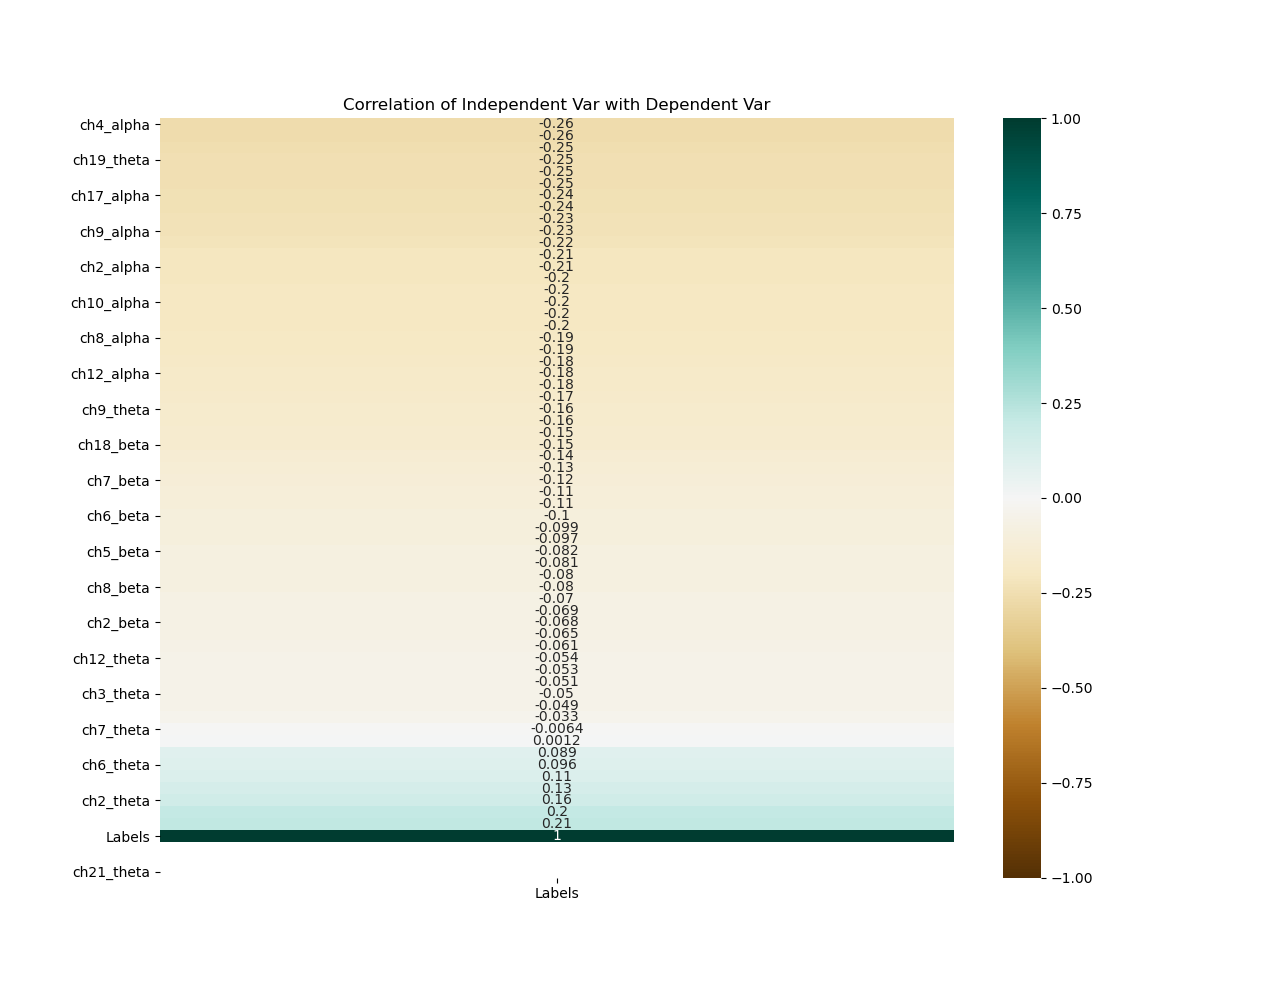 Correlation of Independent Var with Dependent Var
ch4_alpha
ch19_theta
ch17_alpha
ch9_alpha
ch2_alpha
ch10_alpha
ch8_alpha
ch12_alpha
ch9_theta
ch18_beta
ch7_beta
ch6_beta
ch5_beta
ch8_beta
ch2_beta
ch12_theta
ch3_theta
ch7_theta
ch6_theta
ch2_theta
Labels
ch21_theta
-0.26
-0.26
-0.25
-0.25
-0.25
-0.25
-0.24
-0.24
-0.23
-0.23
-0.22
-0.21
-0.21
-0.2
-0.2
-0.2
-0.2
-0.2
-0.19
-0.19
-0.18
-0.18
-0.18
-0.17
-0.16
-0.16
-0.15
-0.15
-0.14
-0.13
-0.12
-0.11
-0.11
-0.1
-0.099
-0.097
-0.082
-0.081
-0.08
-0.08
-0.07
-0.069
-0.068
-0.065
-0.061
-0.054
-0.053
-0.051
-0.05
-0.049
-0.033
-0.0064
0.0012
0.089
0.096
0.11
0.13
0.16
0.2
0.21
1
Labels
1.00
0.75
0.50
0.25
0.00
−0.25
−0.50
−0.75
−1.00